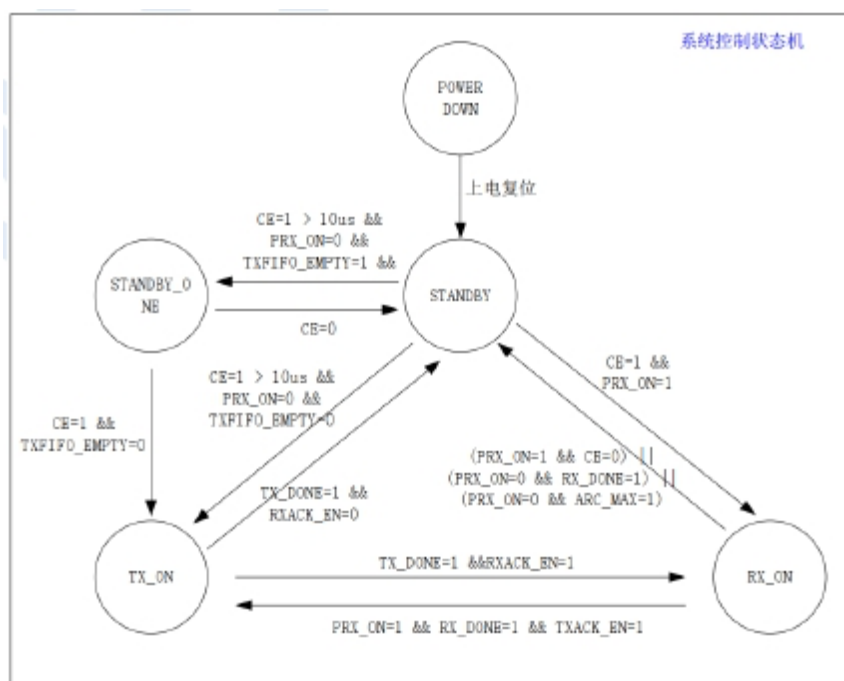 系统控制状态机
POWER
DOWN
上电复位
CE=1 > 10us &&
PRX_ON=0 &&
TXFIFO_EMPTY=1 &&
STANDBY_O
NE
STANDBY
CE=0
CE=1 &&
PRX_ON=1
CE=1 > 10us &&
PRX_ON=0 &&
TXFIFO_EMPTY=0
CE=1 &&
TXFIFO_EMPTY=0
(PRX_ON=1 && CE=0) ||
(PRX_ON=0 && RX_DONE=1) ||
(PRX_ON=0 && ARC_MAX=1)
TX_DONE=1 &&
RXACK_EN=0
TX_ON
TX_DONE=1 &&RXACK_EN=1
RX_ON
PRX_ON=1 && RX_DONE=1 && TXACK_EN=1